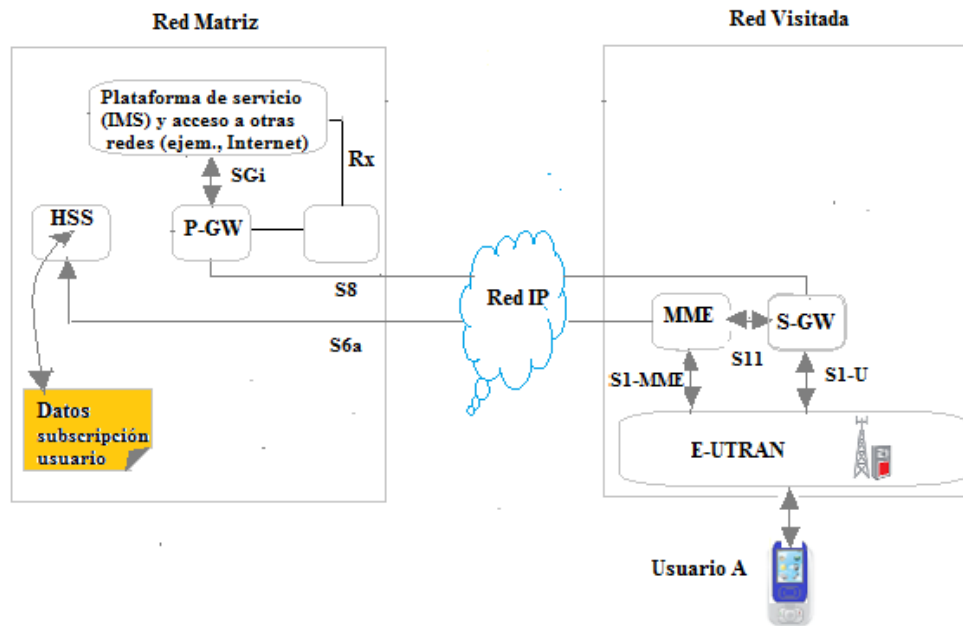 Red Matriz
Red Visitada
Plataforma de servicio
(IMS) y acceso a otras
redes (ejem., Internet)
Rx
SGi
HSS
P-GW
S8
S6a
Red IP
MME
S-GW
S11
S1-MME
S1-U
Datos
subscripción
usuario
E-UTRAN
Usuario A